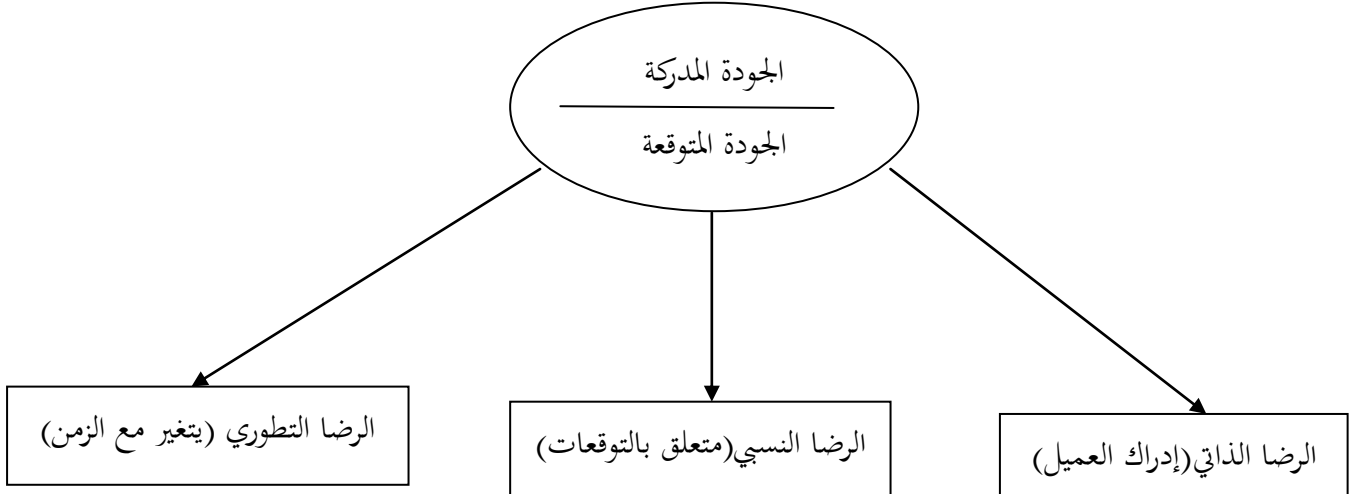 الجودة المدركة
الجودة المتوقعة
الرضا الذاتي(إدراك العميل)
الرضا النسبي(متعلق بالتوقعات)
الرضا التطوري (يتغير مع الزمن)